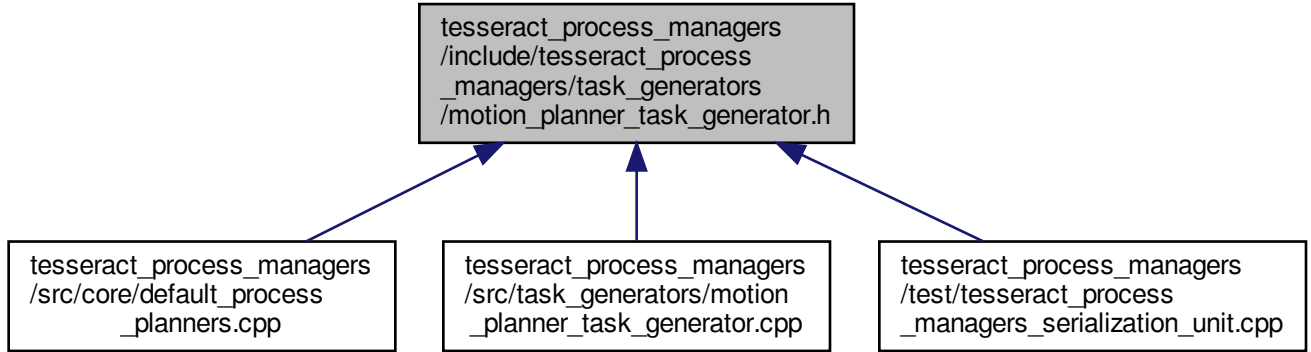 tesseract_process_managers
/include/tesseract_process
_managers/task_generators
/motion_planner_task_generator.h
tesseract_process_managers
/src/core/default_process
_planners.cpp
tesseract_process_managers
/src/task_generators/motion
_planner_task_generator.cpp
tesseract_process_managers
/test/tesseract_process
_managers_serialization_unit.cpp